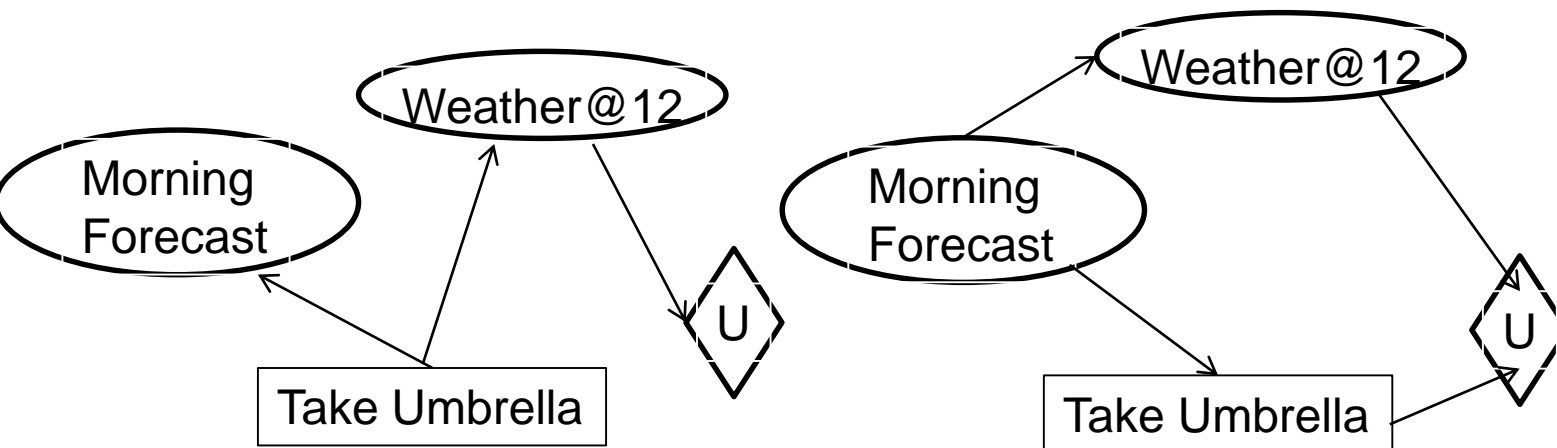 Weather@12
Morning
Forecast
U
Take Umbrella
Weather@12
Morning
Forecast
U
Take Umbrella